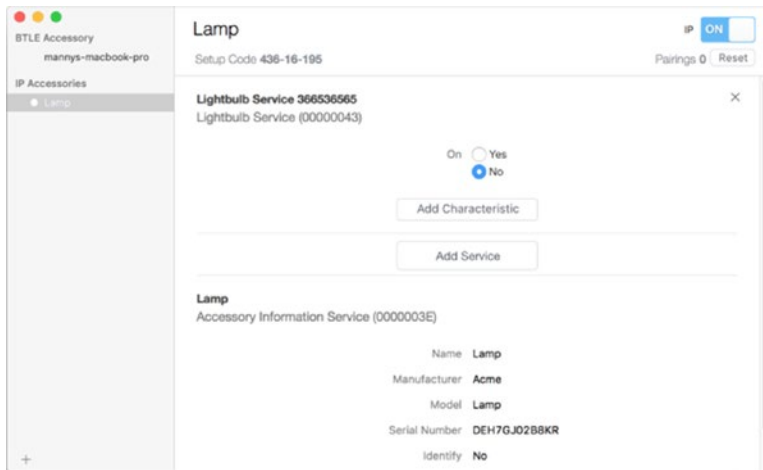 BTLE Accessory
mannys-macbook-pro
IP Accessories
Lamp
+
Lamp
IP ON
Setup Code 436-16-195
Pairings 0 Reset
Lightbulb Service 366536565
Lightbulb Service (00000043)
On Yes
No
Add Characteristic
Add Service
Lamp
Accessory Information Service (0000003E)
Name Lamp
Manufacturer Acme
Model Lamp
Serial Number DEH7GJ02B8KR
Identify No